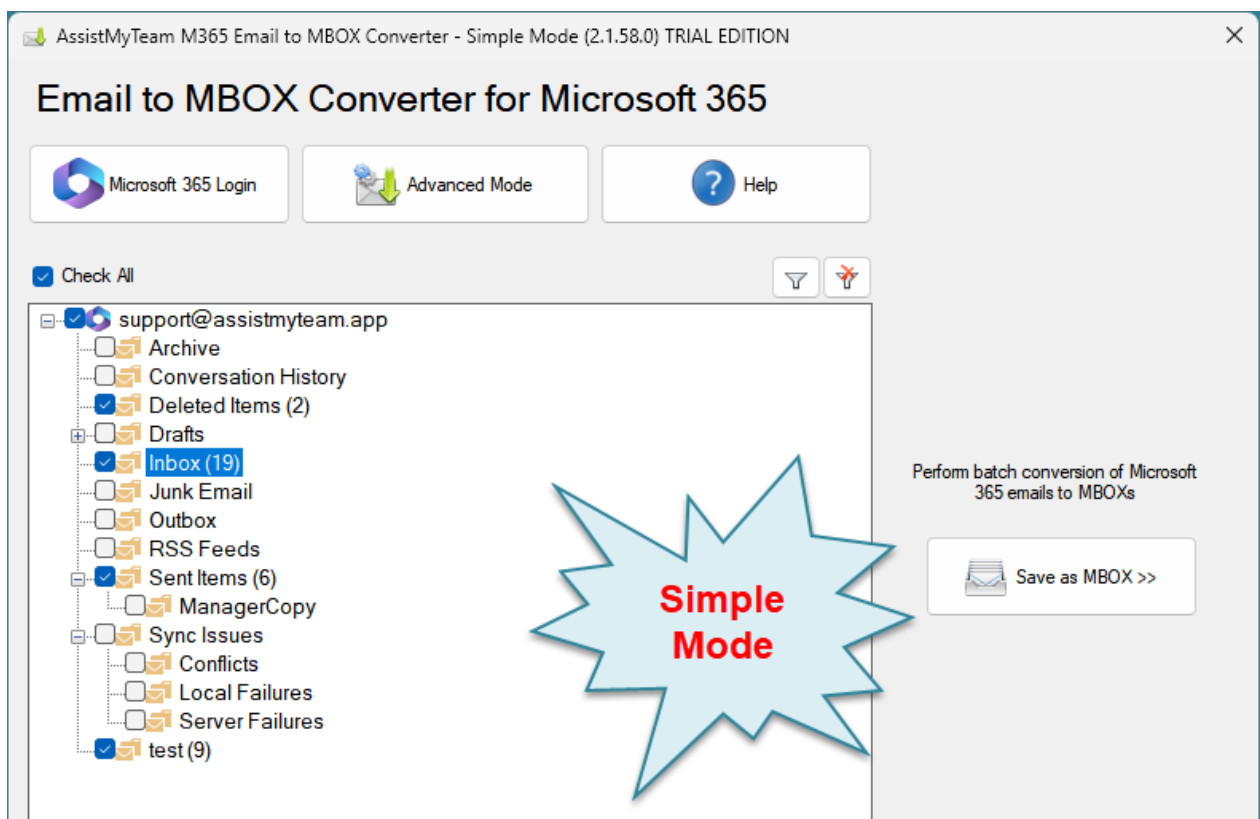 AssistMyTeam M365 Email to MBOX Converter - Simple Mode (2.1.58.0) TRIAL EDITION
Email to MBOX Converter for Microsoft 365
Microsoft 365 Login
Advanced Mode
? Help
Check All
support@assistmyteam.app
Archive
Conversation History
Deleted Items (2)
Drafts
Inbox (19)
Junk Email
Outbox
RSS Feeds
Sent Items (6)
ManagerCopy
Sync Issues
Conflicts
Local Failures
Server Failures
test (9)
Simple
Mode
Perform batch conversion of Microsoft
365 emails to MBOXs
Save as MBOX >>